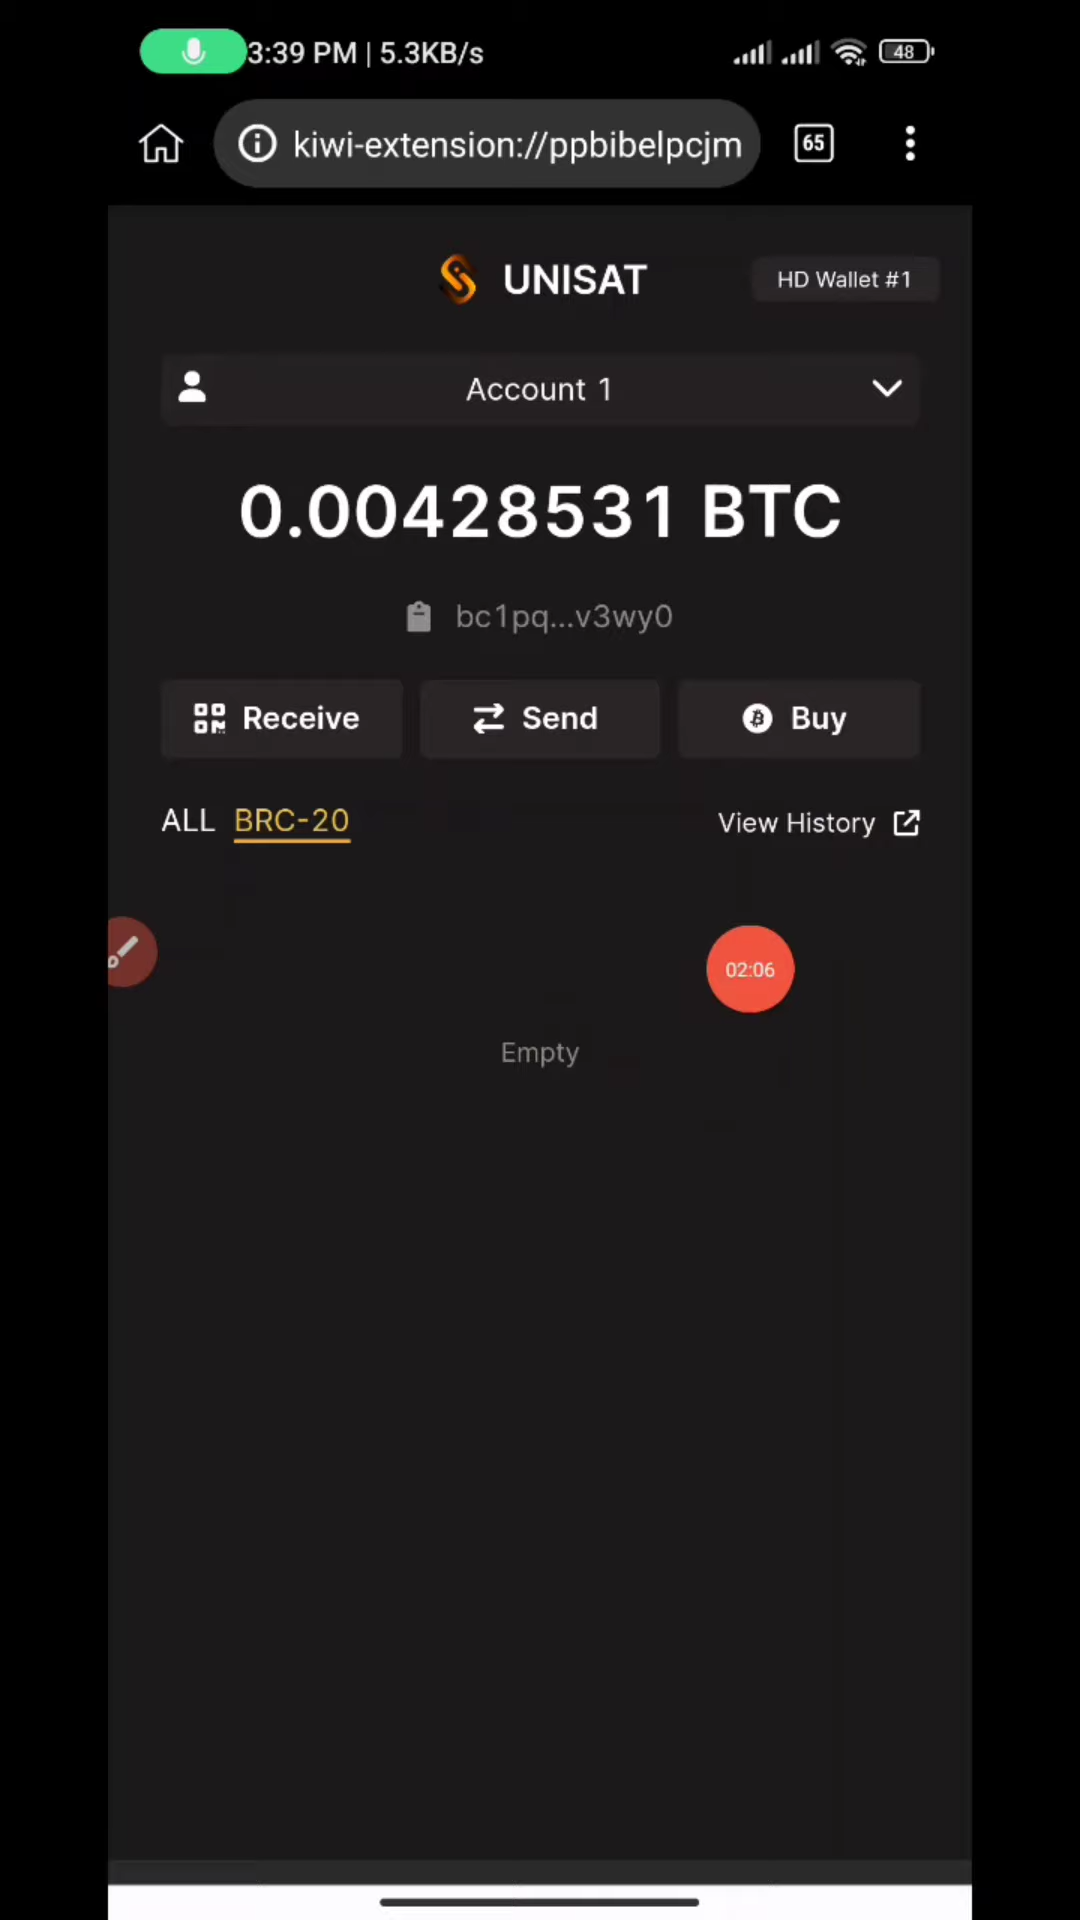 3:39 PM | 5.3KB/s 48
kiwi-extension://ppbibelpcjm 65
UNISAT HD Wallet #1
Account 1
0.00428531 BTC
bc1pq...v3wy0
Receive Send Buy
ALL BRC-20 View History
02:06
Empty